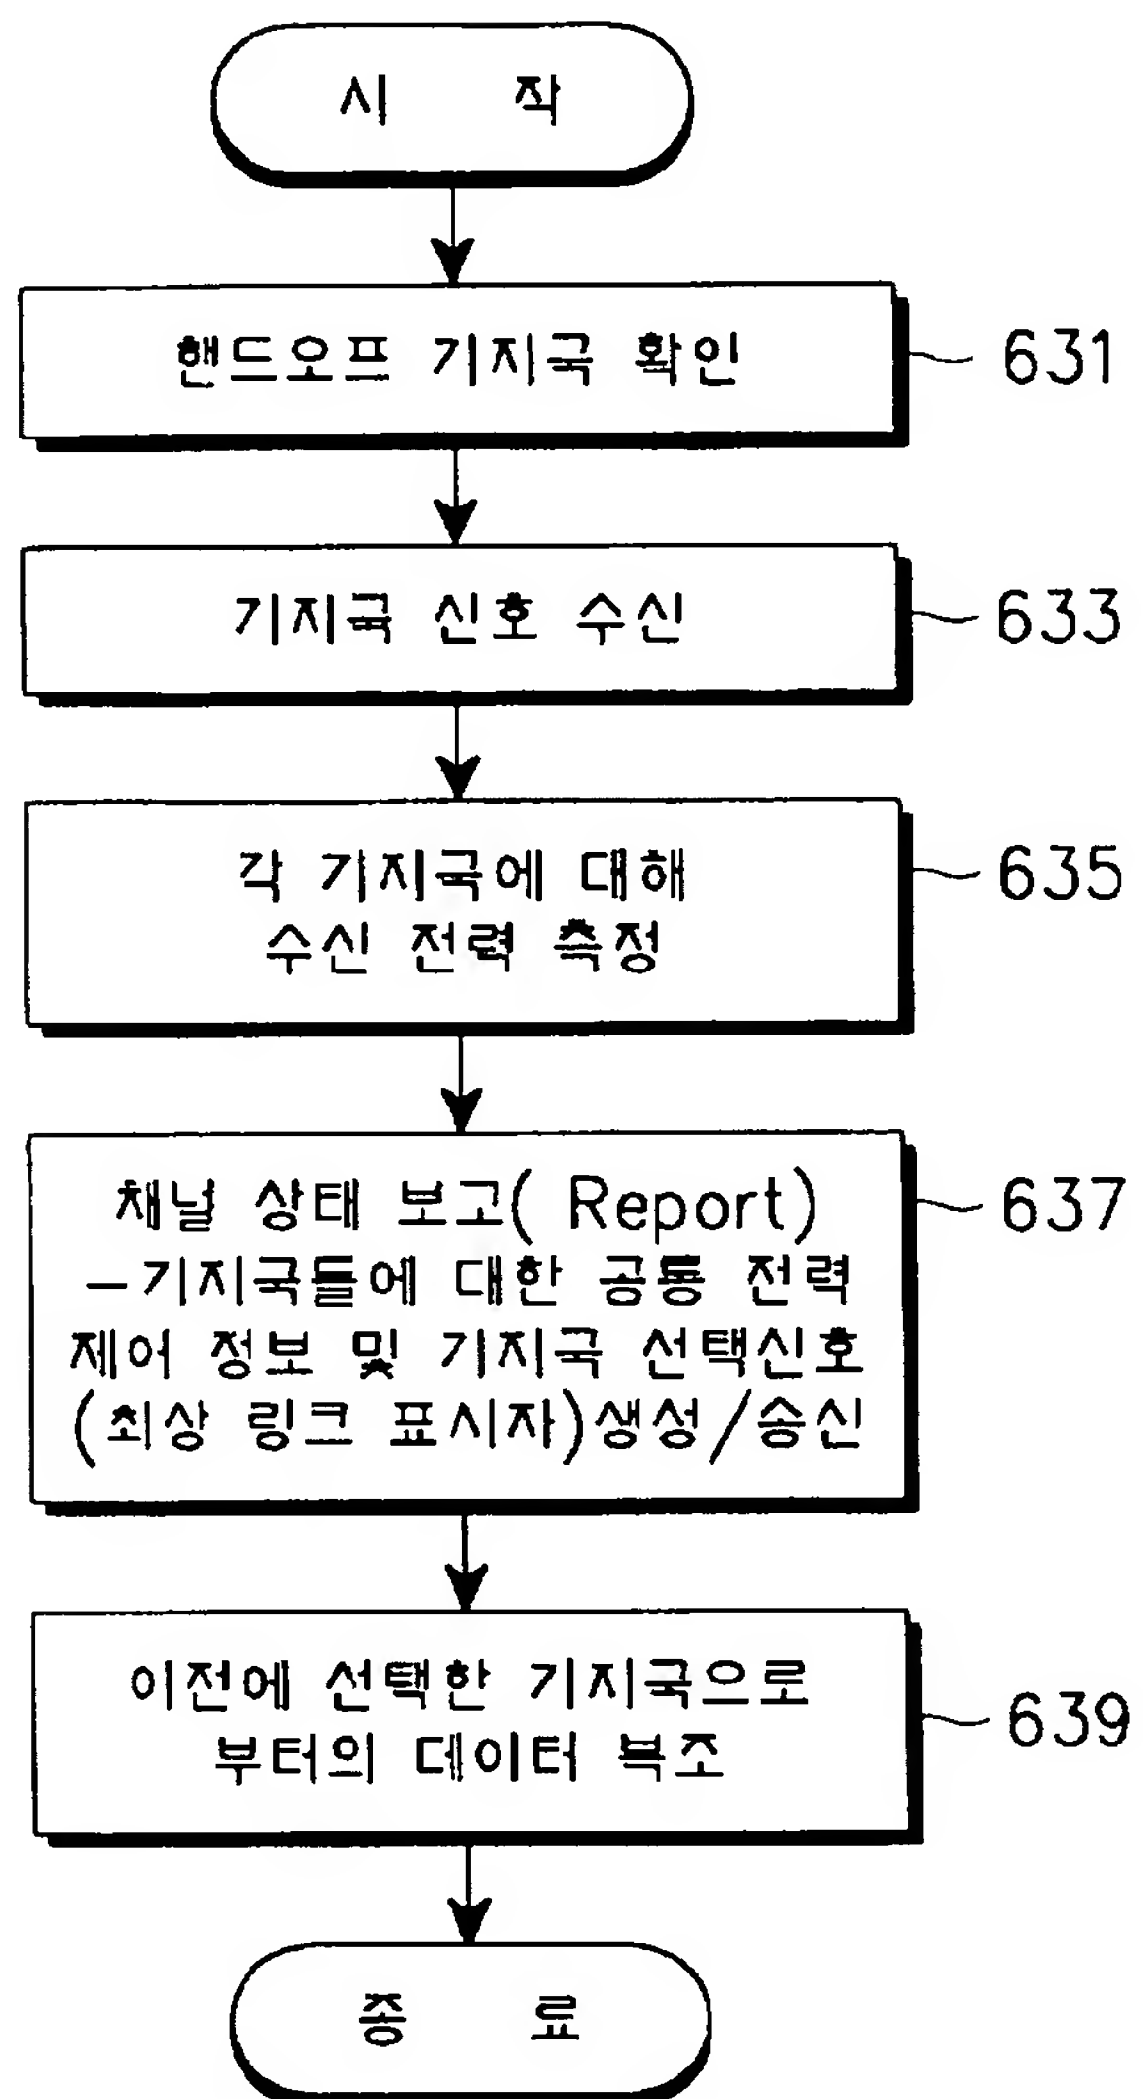 시 작
핸드오프 기지국 확인
631
기지국 신호 수신
633
각 기지국에 대해
수신 전력 측정
635
채널 상태 보고( Report)
-기지국들에 대한 공통 전력
제어 정보 및 기지국 선택신호
(최상 링크 표시자)생성/송신
637
이전에 선택한 기지국으로
부터의 데이터 복조
639
종 료